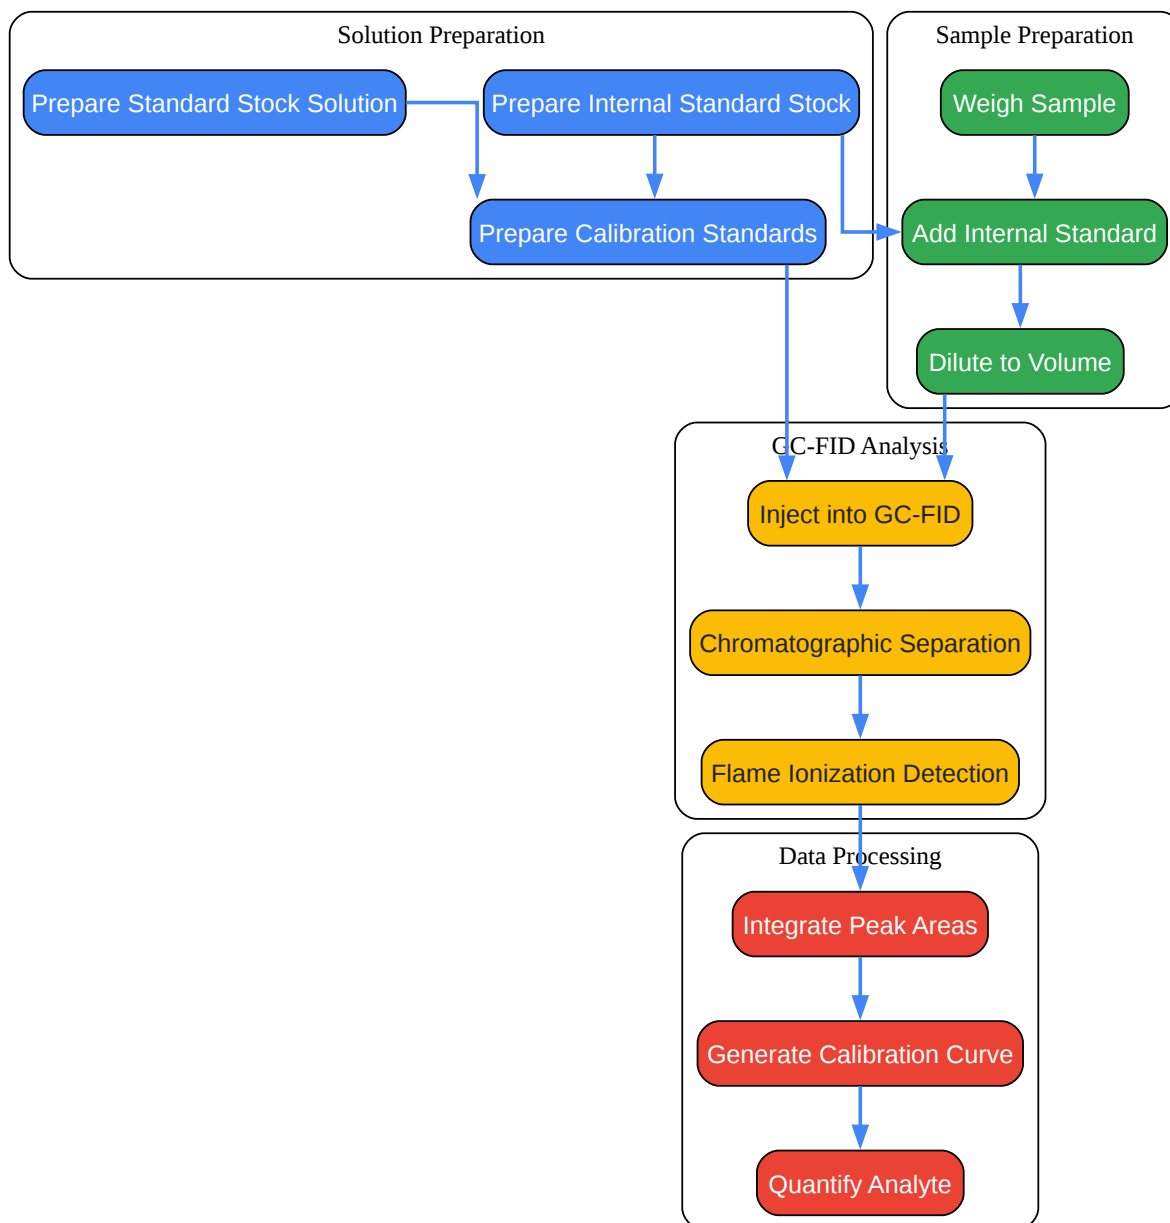 Solution Preparation
Prepare Standard Stock Solution
Prepare Internal Standard Stock
Prepare Calibration Standards
Sample Preparation
Weigh Sample
Add Internal Standard
Dilute to Volume
GC-FID Analysis
Inject into GC-FID
Chromatographic Separation
Flame Ionization Detection
Data Processing
Integrate Peak Areas
Generate Calibration Curve
Quantify Analyte